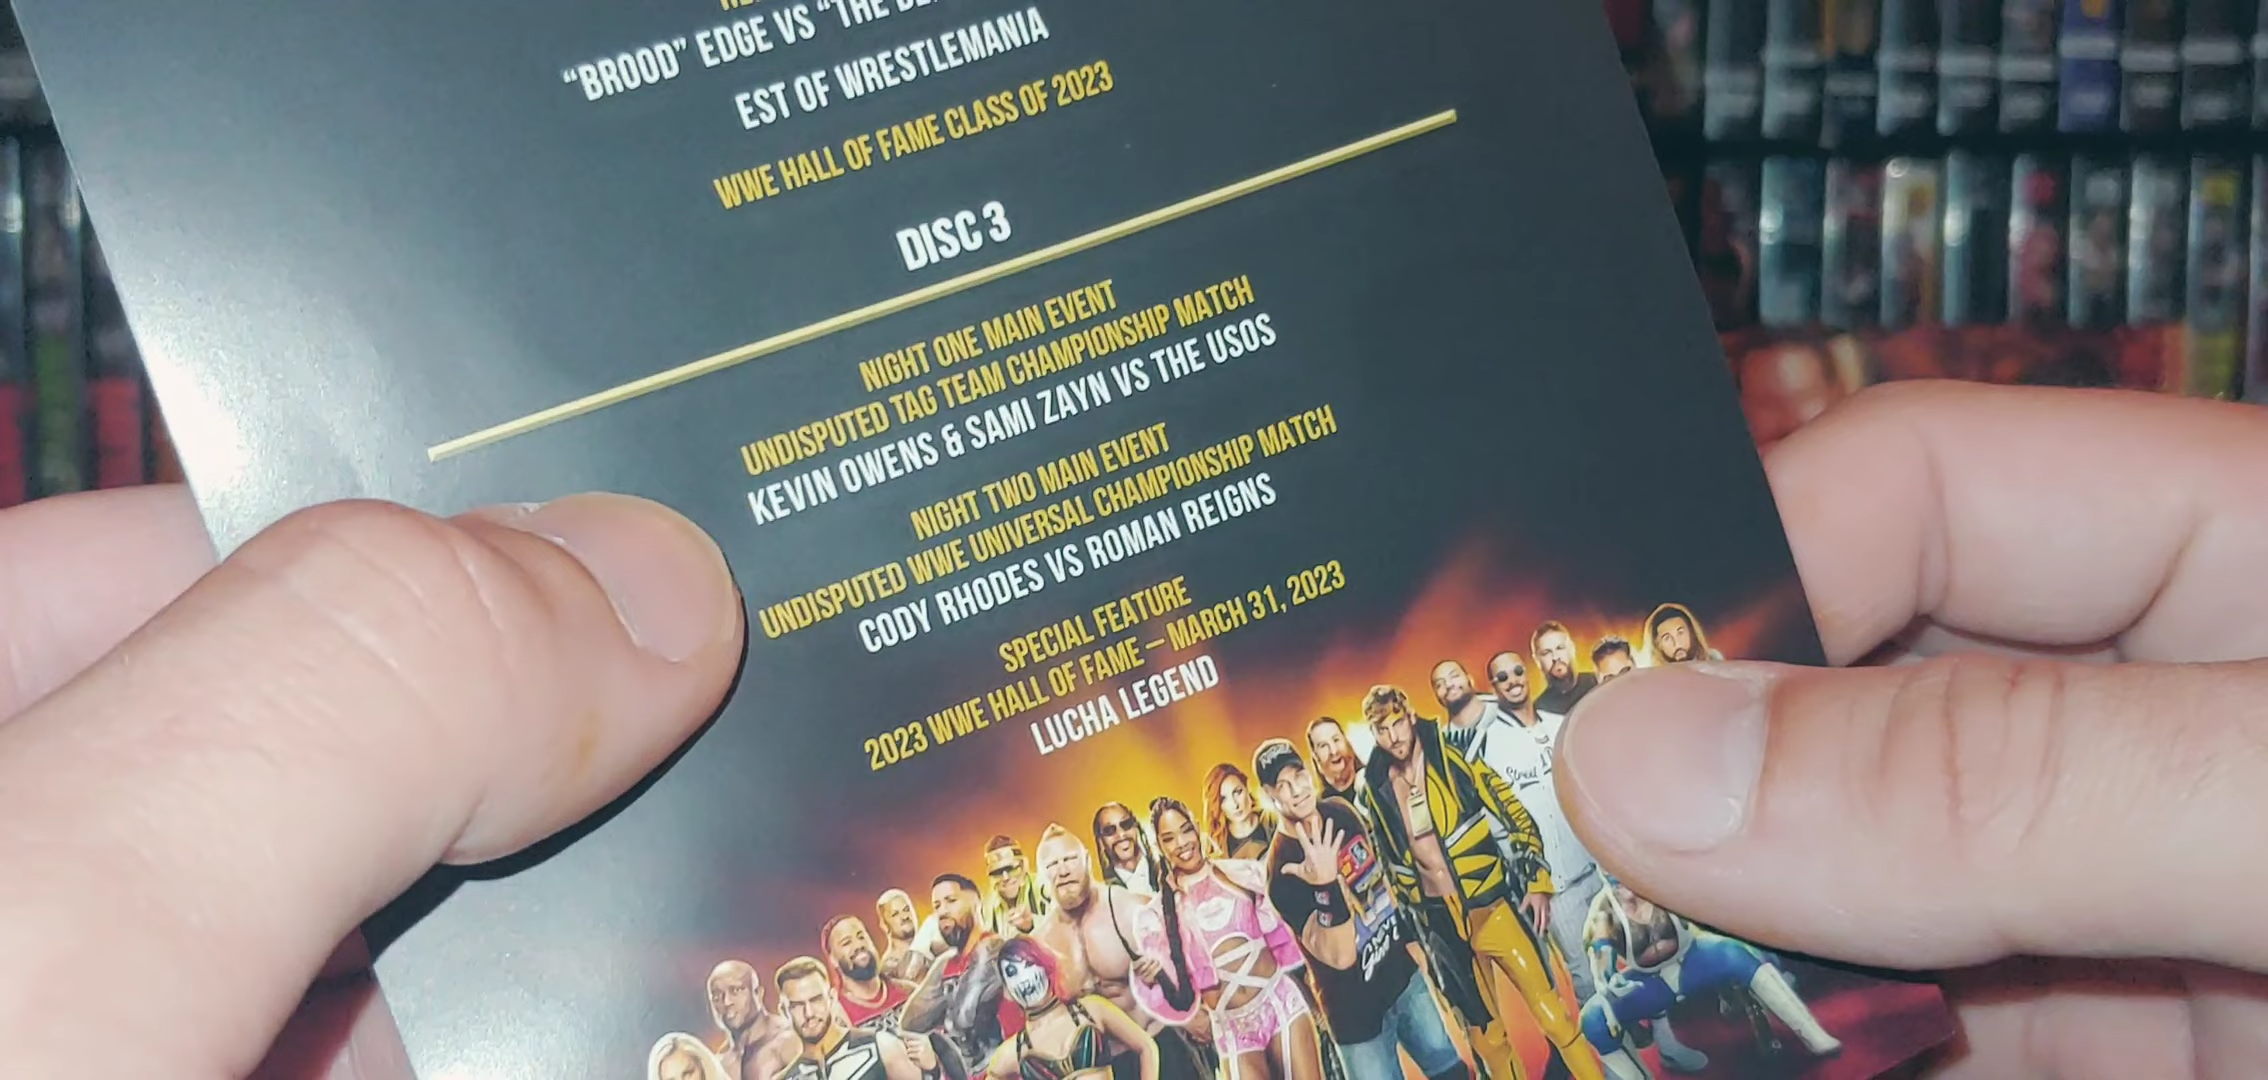 "BROOD" EDGE VS "THE
EST OF WRESTLEMANIA
WWE HALL OF FAME CLASS OF 2023
DISC 3
NIGHT ONE MAIN EVENT
UNDISPUTED TAG TEAM CHAMPIONSHIP MATCH
KEVIN OWENS & SAMI ZAYN VS THE USOS
NIGHT TWO MAIN EVENT
UNDISPUTED WWE UNIVERSAL CHAMPIONSHIP MATCH
CODY RHODES VS ROMAN REIGNS
SPECIAL FEATURE
2023 WWE HALL OF FAME – MARCH 31, 2023
LUCHA LEGEND
Street